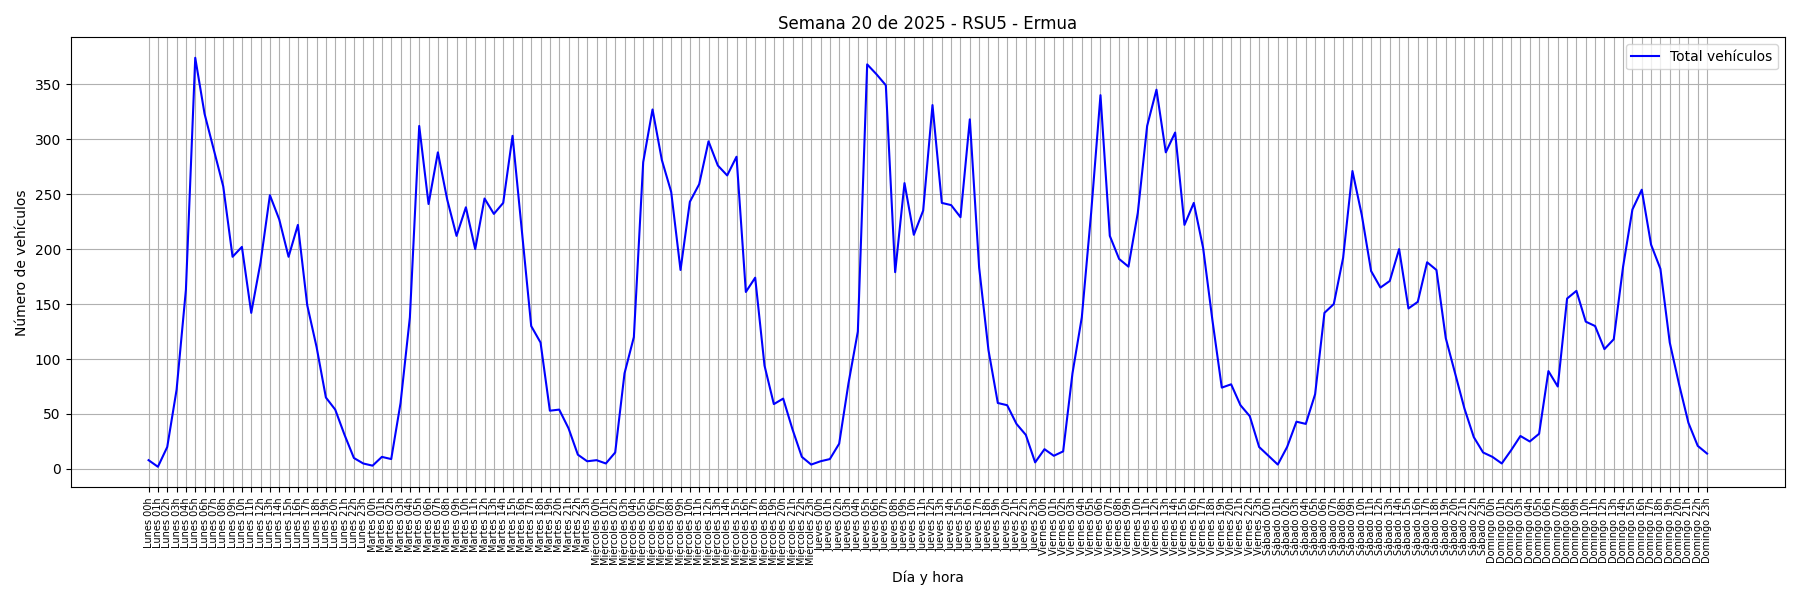 Semana 20 de 2025 - RSU5 - Ermua
Total vehículos
Número de vehículos
350
300
250
200
150
100
50
0
Lunes 00h
Lunes 01h
Lunes 02h
Lunes 03h
Lunes 04h
Lunes 05h
Lunes 06h
Lunes 07h
Lunes 08h
Lunes 09h
Lunes 10h
Lunes 11h
Lunes 12h
Lunes 13h
Lunes 14h
Lunes 15h
Lunes 16h
Lunes 17h
Lunes 18h
Lunes 19h
Lunes 20h
Lunes 21h
Lunes 22h
Lunes 23h
Martes 00h
Martes 01h
Martes 02h
Martes 03h
Martes 04h
Martes 05h
Martes 06h
Martes 07h
Martes 08h
Martes 09h
Martes 10h
Martes 11h
Martes 12h
Martes 13h
Martes 14h
Martes 15h
Martes 16h
Martes 17h
Martes 18h
Martes 19h
Martes 20h
Martes 21h
Martes 22h
Martes 23h
Miércoles 00h
Miércoles 01h
Miércoles 02h
Miércoles 03h
Miércoles 04h
Miércoles 05h
Miércoles 06h
Miércoles 07h
Miércoles 08h
Miércoles 09h
Miércoles 10h
Miércoles 11h
Miércoles 12h
Miércoles 13h
Miércoles 14h
Miércoles 15h
Miércoles 16h
Miércoles 17h
Miércoles 18h
Miércoles 19h
Miércoles 20h
Miércoles 21h
Miércoles 22h
Miércoles 23h
Jueves 00h
Jueves 01h
Jueves 02h
Jueves 03h
Jueves 04h
Jueves 05h
Jueves 06h
Jueves 07h
Jueves 08h
Jueves 09h
Jueves 10h
Jueves 11h
Jueves 12h
Jueves 13h
Jueves 14h
Jueves 15h
Jueves 16h
Jueves 17h
Jueves 18h
Jueves 19h
Jueves 20h
Jueves 21h
Jueves 22h
Jueves 23h
Viernes 00h
Viernes 01h
Viernes 02h
Viernes 03h
Viernes 04h
Viernes 05h
Viernes 06h
Viernes 07h
Viernes 08h
Viernes 09h
Viernes 10h
Viernes 11h
Viernes 12h
Viernes 13h
Viernes 14h
Viernes 15h
Viernes 16h
Viernes 17h
Viernes 18h
Viernes 19h
Viernes 20h
Viernes 21h
Viernes 22h
Viernes 23h
Sábado 00h
Sábado 01h
Sábado 02h
Sábado 03h
Sábado 04h
Sábado 05h
Sábado 06h
Sábado 07h
Sábado 08h
Sábado 09h
Sábado 10h
Sábado 11h
Sábado 12h
Sábado 13h
Sábado 14h
Sábado 15h
Sábado 16h
Sábado 17h
Sábado 18h
Sábado 19h
Sábado 20h
Sábado 21h
Sábado 22h
Sábado 23h
Domingo 00h
Domingo 01h
Domingo 02h
Domingo 03h
Domingo 04h
Domingo 05h
Domingo 06h
Domingo 07h
Domingo 08h
Domingo 09h
Domingo 10h
Domingo 11h
Domingo 12h
Domingo 13h
Domingo 14h
Domingo 15h
Domingo 16h
Domingo 17h
Domingo 18h
Domingo 19h
Domingo 20h
Domingo 21h
Domingo 22h
Domingo 23h
Día y hora